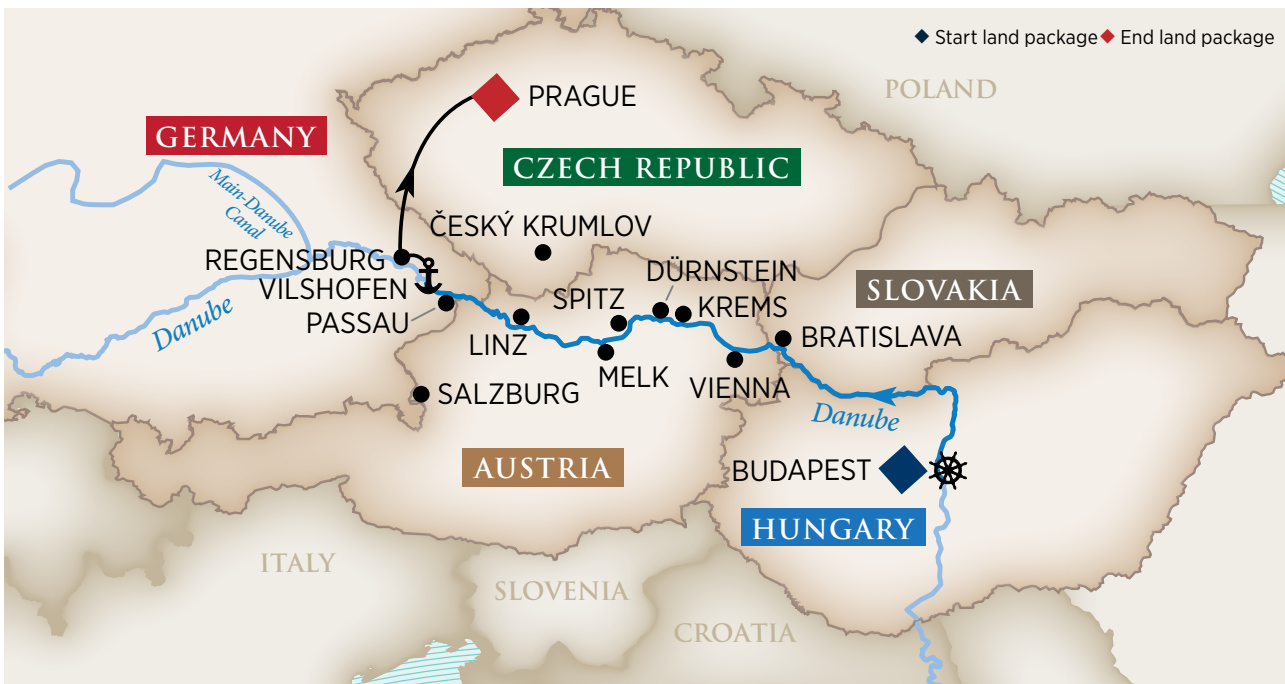 Start land package
End land package
POLAND
PRAGUE
GERMANY
CZECH REPUBLIC
Main-Danube
Canal
ČESKÝ KRUMLOV
REGENSBURG
VILSHOFEN
PASSAU
Danube
DÜRNSTEIN
SPITZ
KREMS
SLOVAKIA
LINZ
MELK
VIENNA
BRATISLAVA
SALZBURG
Danube
AUSTRIA
BUDAPEST
HUNGARY
ITALY
SLOVENIA
CROATIA